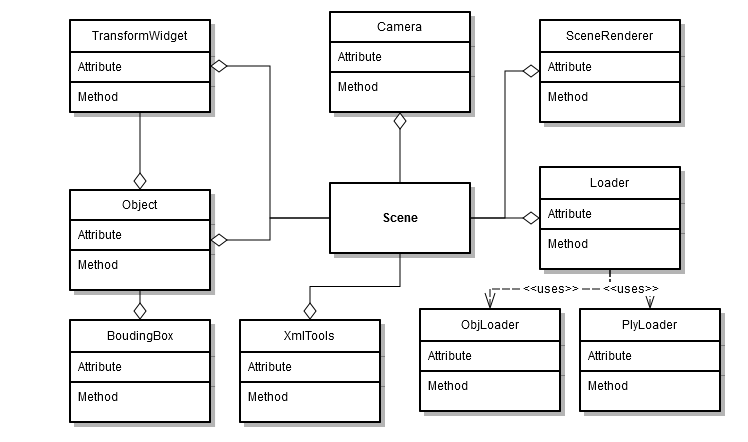 TransformWidget
Attribute
Method
Camera
Attribute
Method
SceneRenderer
Attribute
Method
Object
Attribute
Method
Scene
Loader
Attribute
Method
<<uses>>
<<uses>>
BoudingBox
Attribute
Method
XmlTools
Attribute
Method
ObjLoader
Attribute
Method
PlyLoader
Attribute
Method